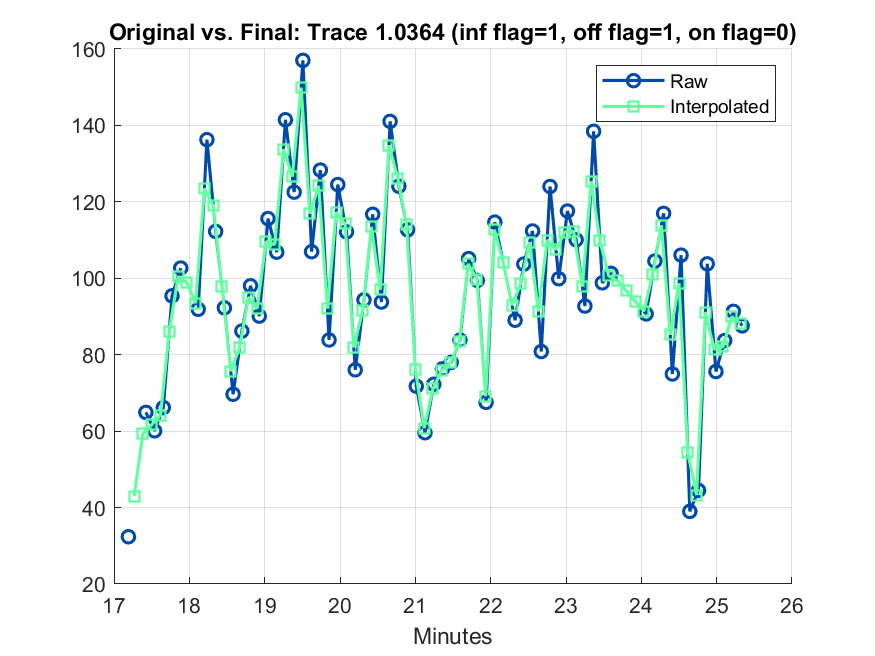 Original vs. Final: Trace 1.0364 (inf flag=1, off flag=1, on flag=0)
160
140
120
100
80
60
40
20
Raw
Interpolated
17 18 19 20 21 22 23 24 25 26
Minutes